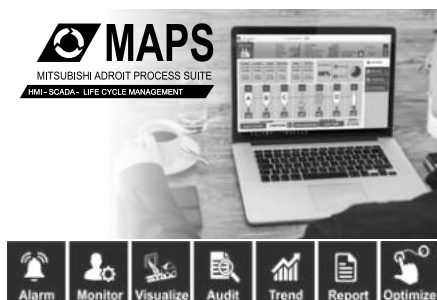 MAPS
MITSUBISHI ADROIT PROCESS SUITE
HMI - SCADA - LIFE CYCLE MANAGEMENT
Alarm Monitor Visualize Audit Trend Report Optimize